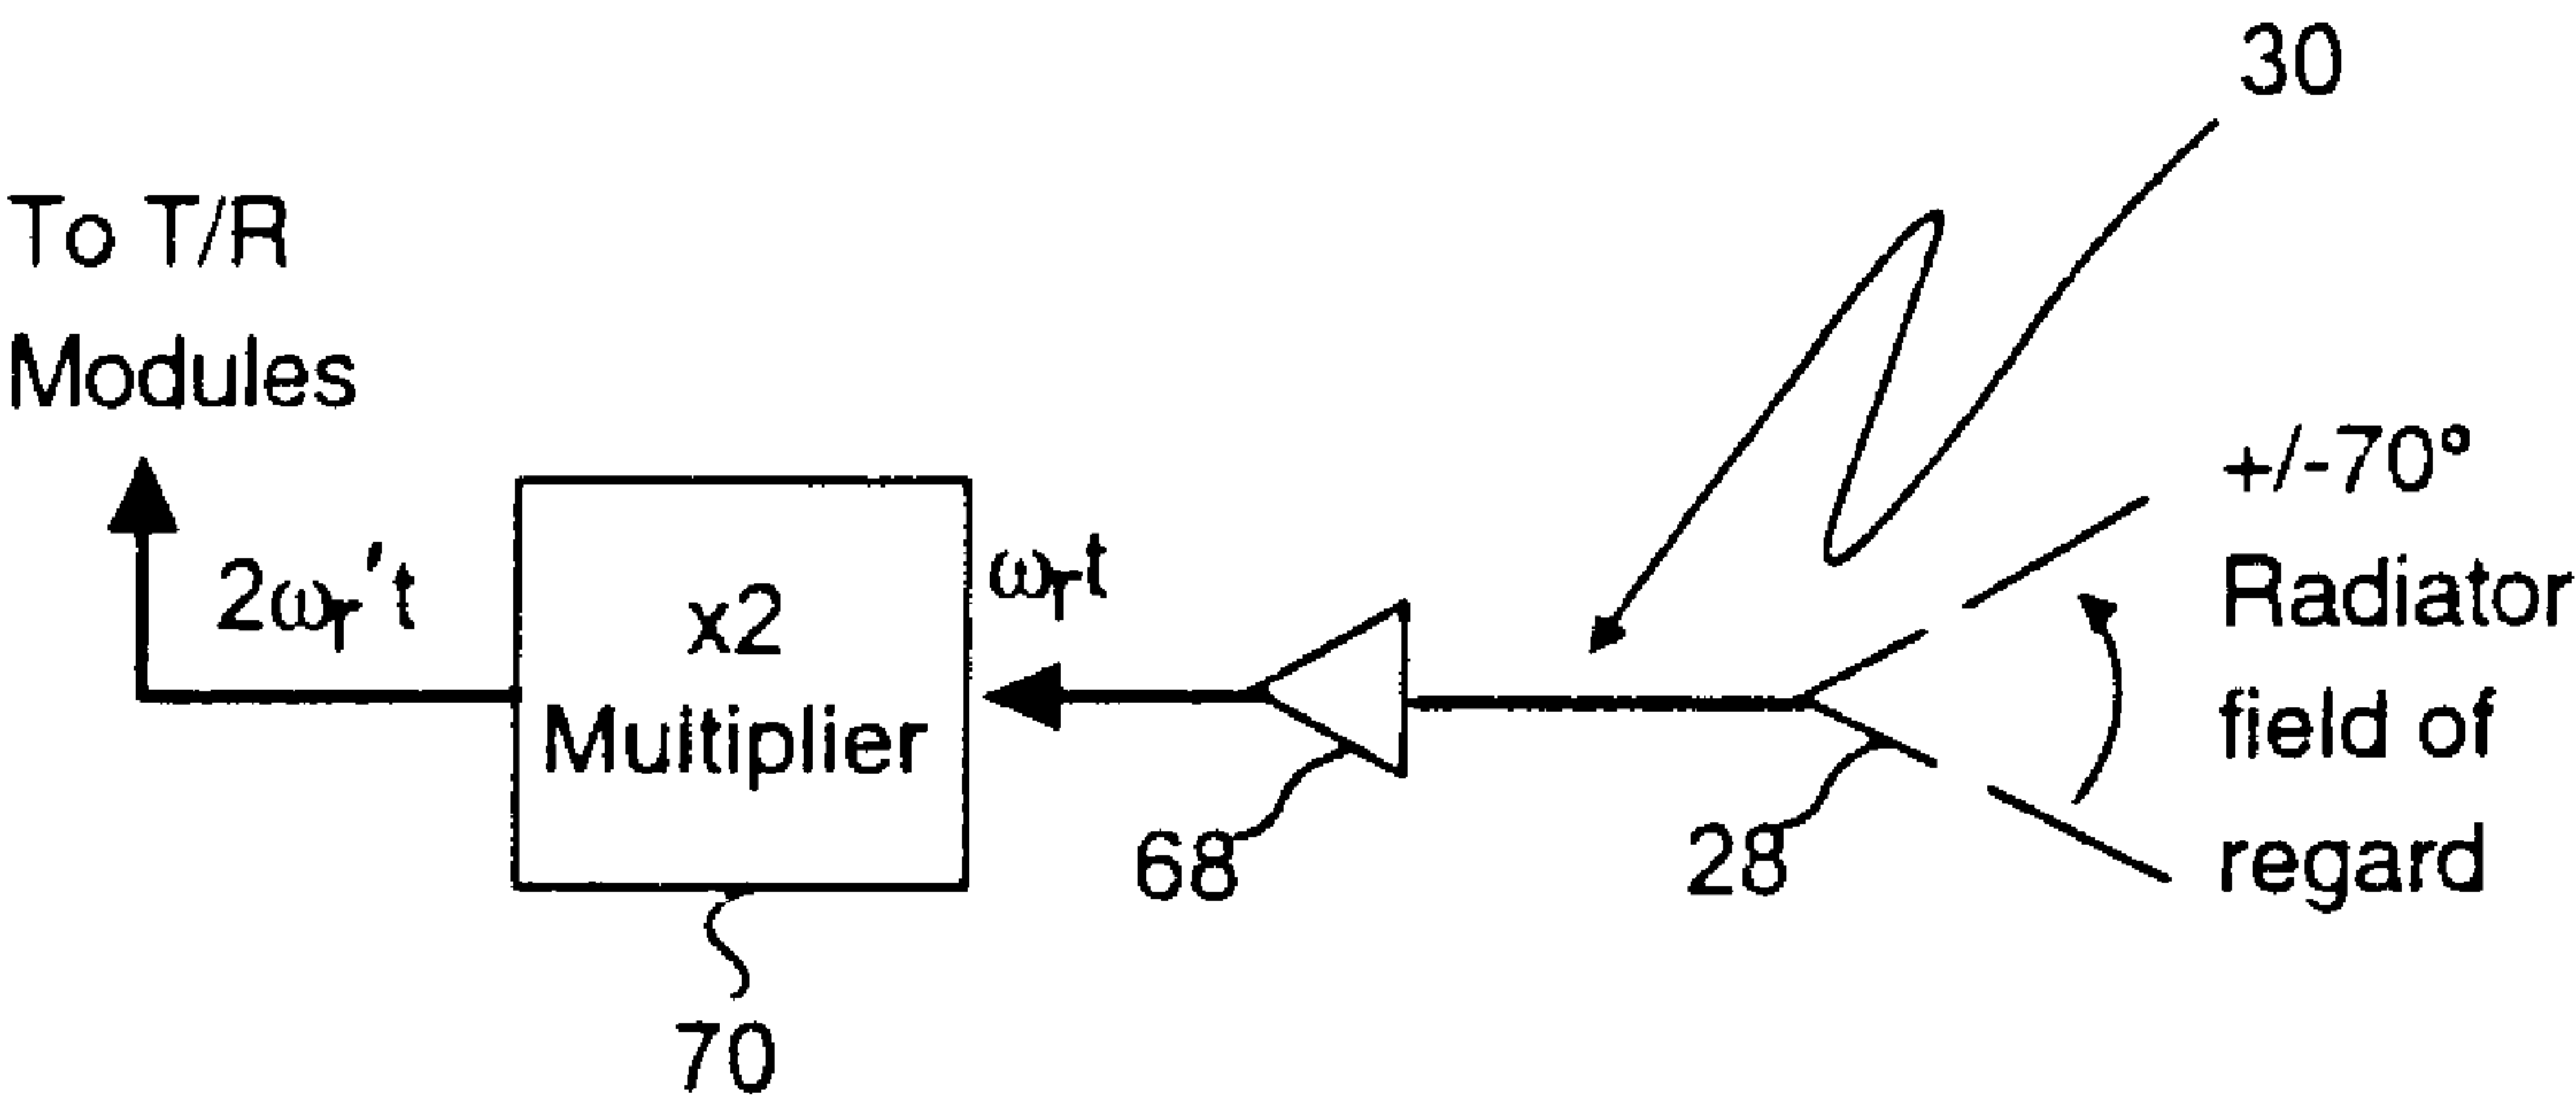 30
To T/R
Modules
+/-70°
Radiator
field of
regard
2ωr't
x2
Multiplier
ωrt
68
28
70